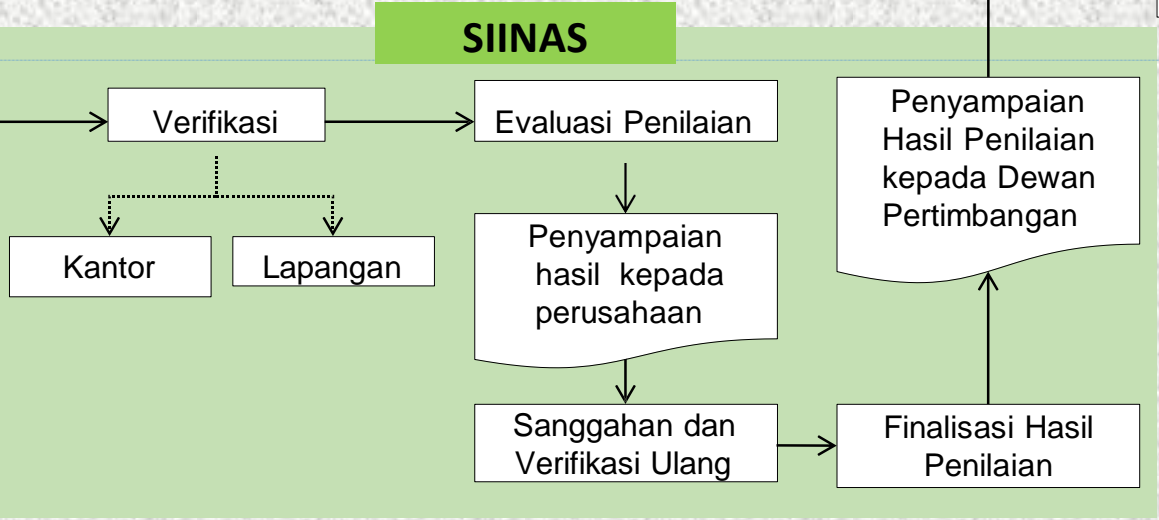 SIINAS
Verifikasi
Kantor
Lapangan
Evaluasi Penilaian
Penyampaian
hasil kepada
perusahaan
Sanggahan dan
Verifikasi Ulang
Finalisasi Hasil
Penilaian
Penyampaian
Hasil Penilaian
kepada Dewan
Pertimbangan